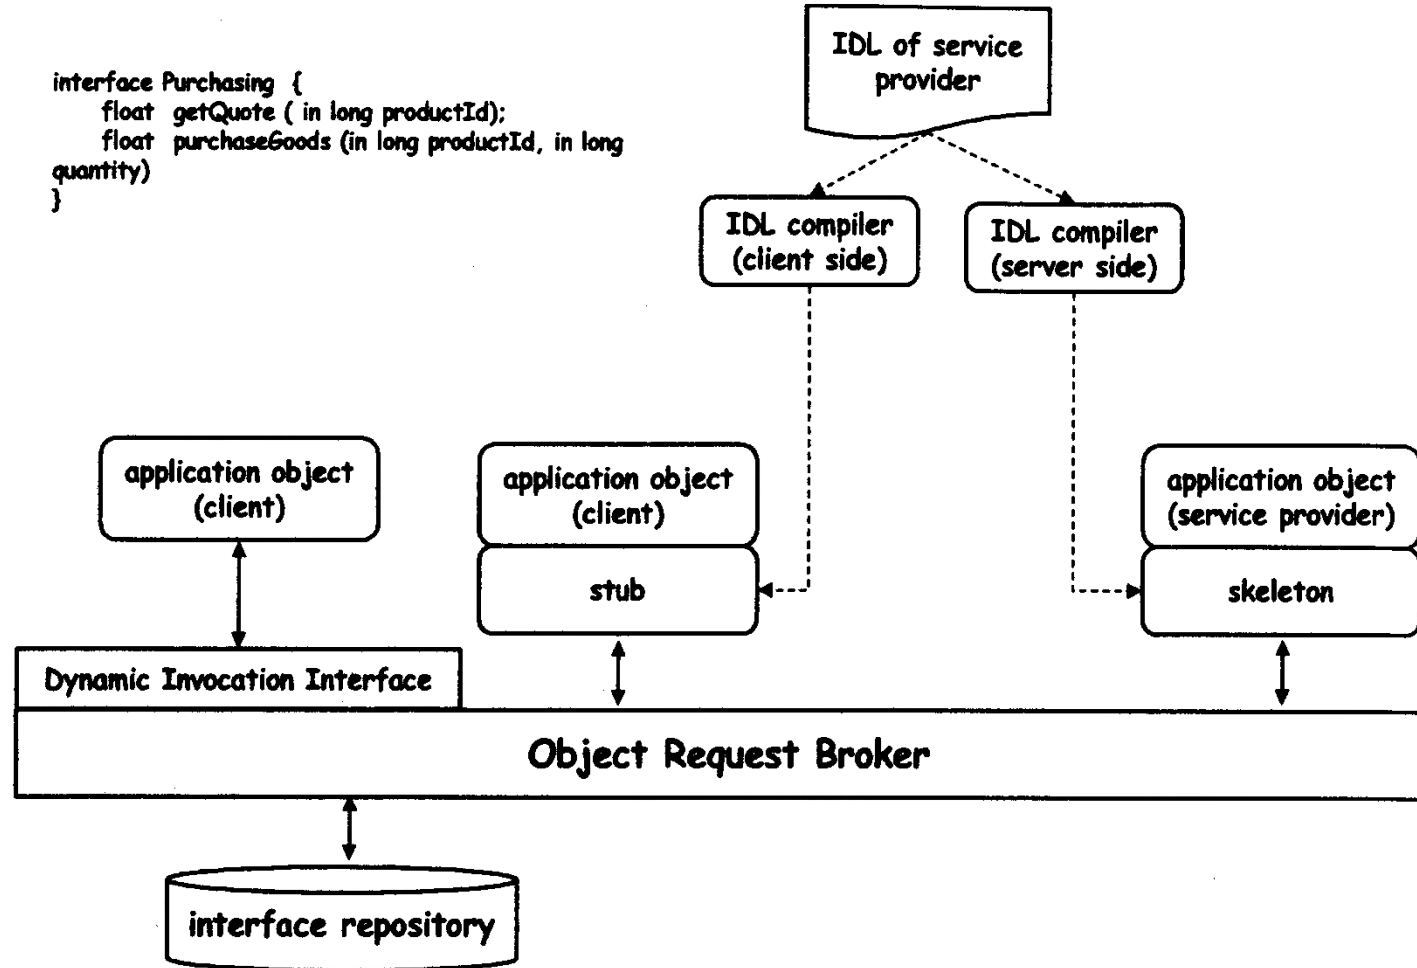 interface Purchasing {
float getQuote ( in long productId);
float purchaseGoods (in long productId, in long
quantity)
}
IDL of service
provider
IDL compiler
(client side)
IDL compiler
(server side)
application object
(client)
application object
(client)
stub
application object
(service provider)
skeleton
Dynamic Invocation Interface
Object Request Broker
interface repository